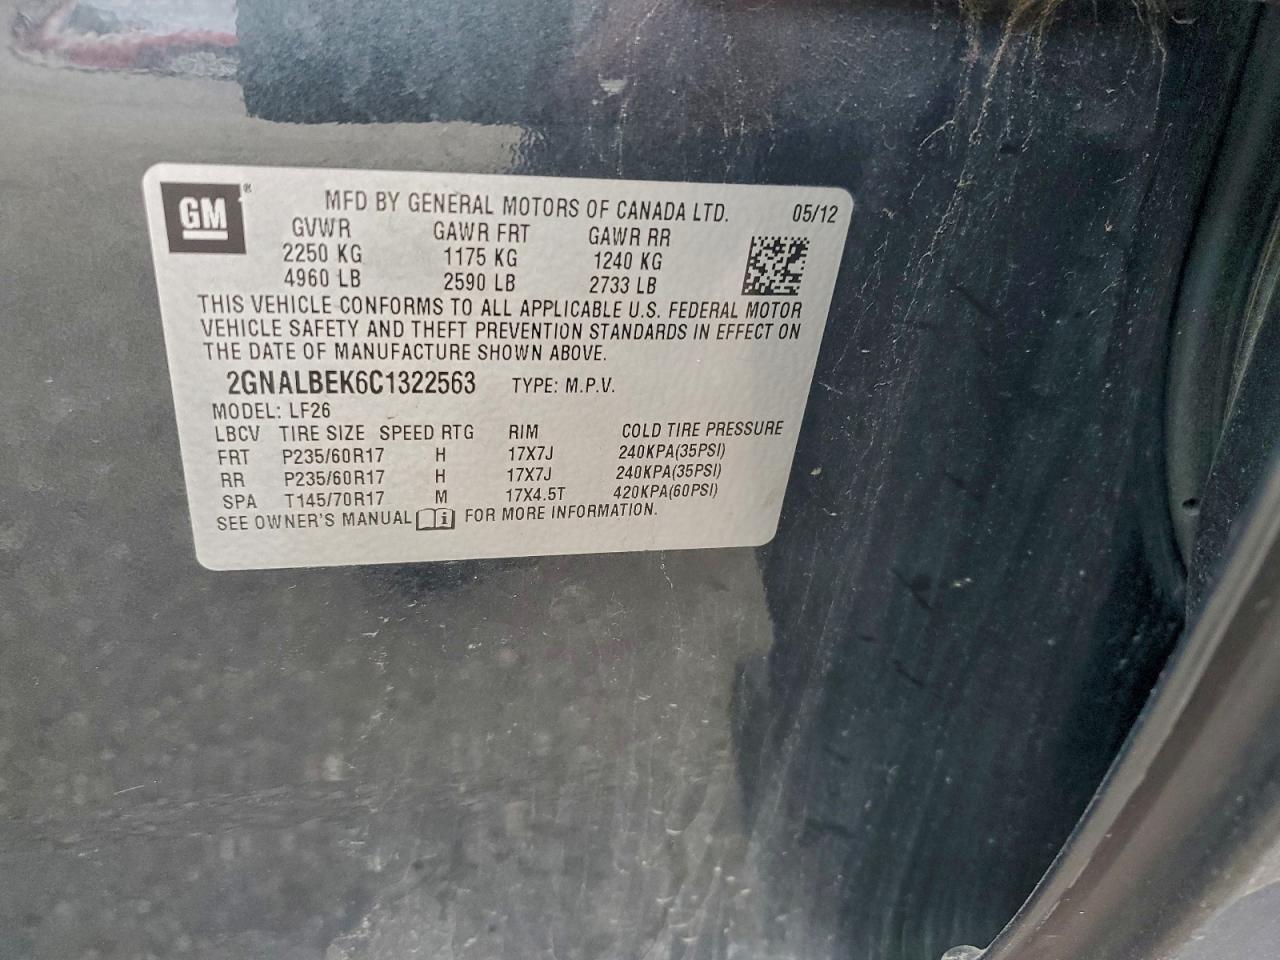 GM ®
MFD BY GENERAL MOTORS OF CANADA LTD. 05/12
GVWR GAWR FRT GAWR RR
2250 KG 1175 KG 1240 KG
4960 LB 2590 LB 2733 LB
THIS VEHICLE CONFORMS TO ALL APPLICABLE U.S. FEDERAL MOTOR
VEHICLE SAFETY AND THEFT PREVENTION STANDARDS IN EFFECT ON
THE DATE OF MANUFACTURE SHOWN ABOVE.
2GNALBEK6C1322563 TYPE: M.P.V.
MODEL: LF26
LBCV TIRE SIZE SPEED RTG RIM COLD TIRE PRESSURE
FRT P235/60R17 H 17X7J 240KPA(35PSI)
RR P235/60R17 H 17X7J 240KPA(35PSI)
SPA T145/70R17 M 17X4.5T 420KPA(60PSI)
SEE OWNER'S MANUAL i FOR MORE INFORMATION.